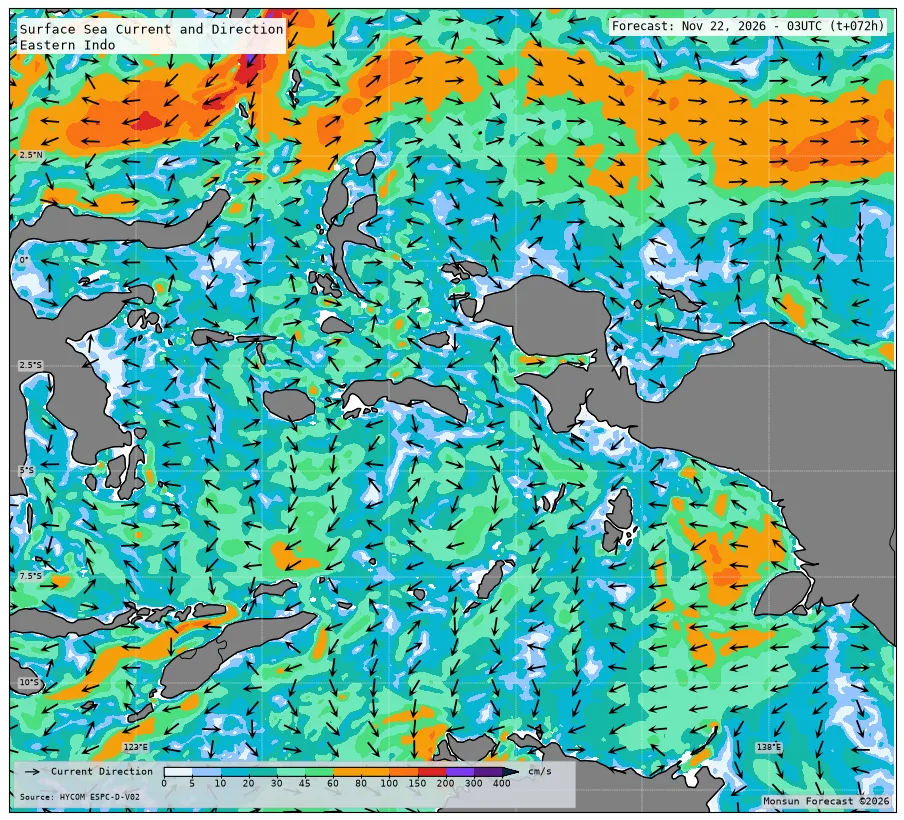 Surface Sea Current and Direction
Eastern Indo
Forecast: Nov 22, 2026 - 03UTC (t+072h)
2.5°N
0°
2.5°S
5°S
7.5°S
10°S
123°E
138°E
Current Direction
cm/s
0 5 10 20 30 45 60 80 100 150 200 300 400
Source: HYCOM ESPC-D-V02
Monsun Forecast ©2026